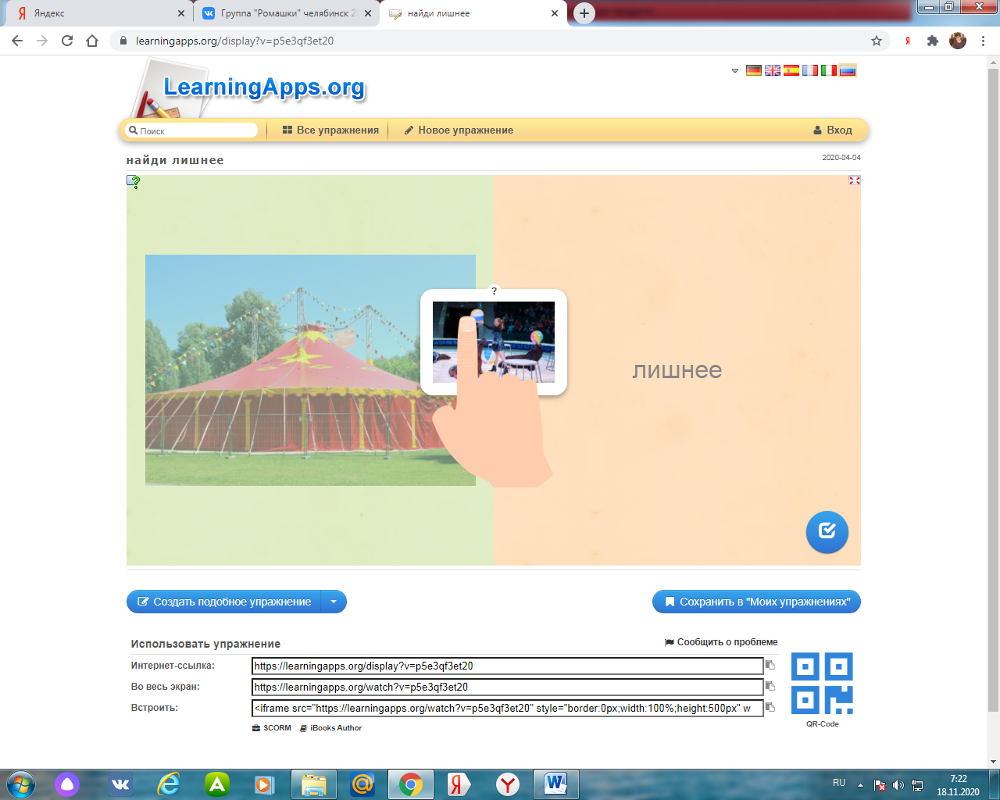 Яндекс
Группа "Ромашки" челябинск 2
найди лишнее
learningapps.org/display?v=p5e3qf3et20
Я
LearningApps.org
Поиск
Все упражнения
Новое упражнение
Вход
найди лишнее
2020-04-04
?
лишнее
Создать подобное упражнение
Сохранить в "Моих упражнениях"
Использовать упражнение
Сообщить о проблеме
Интернет-ссылка:
https://learningapps.org/display?v=p5e3qf3et20
Во весь экран:
https://learningapps.org/watch?v=p5e3qf3et20
Встроить:
<iframe src="https://learningapps.org/watch?v=p5e3qf3et20" style="border:0px;width:100%;height:500px" w
SCORM
iBooks Author
QR-Code
RU
7:22
18.11.2020